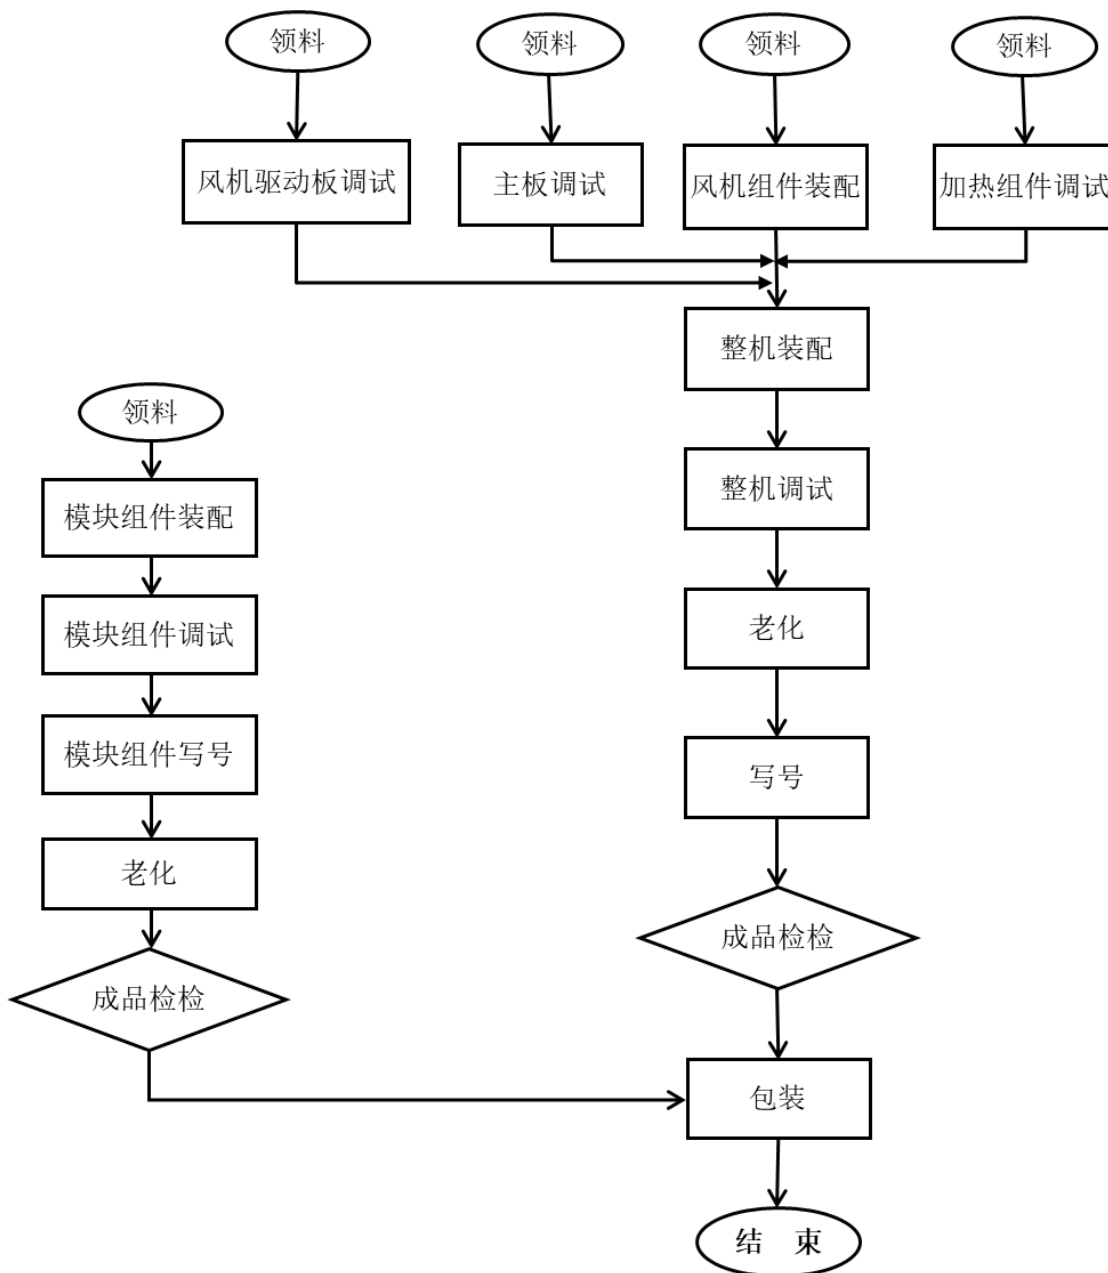 领料
领料
领料
领料
风机驱动板调试
主板调试
风机组件装配
加热组件调试
整机装配
整机调试
老化
写号
成品检检
领料
模块组件装配
模块组件调试
模块组件写号
老化
成品检检
包装
结 束